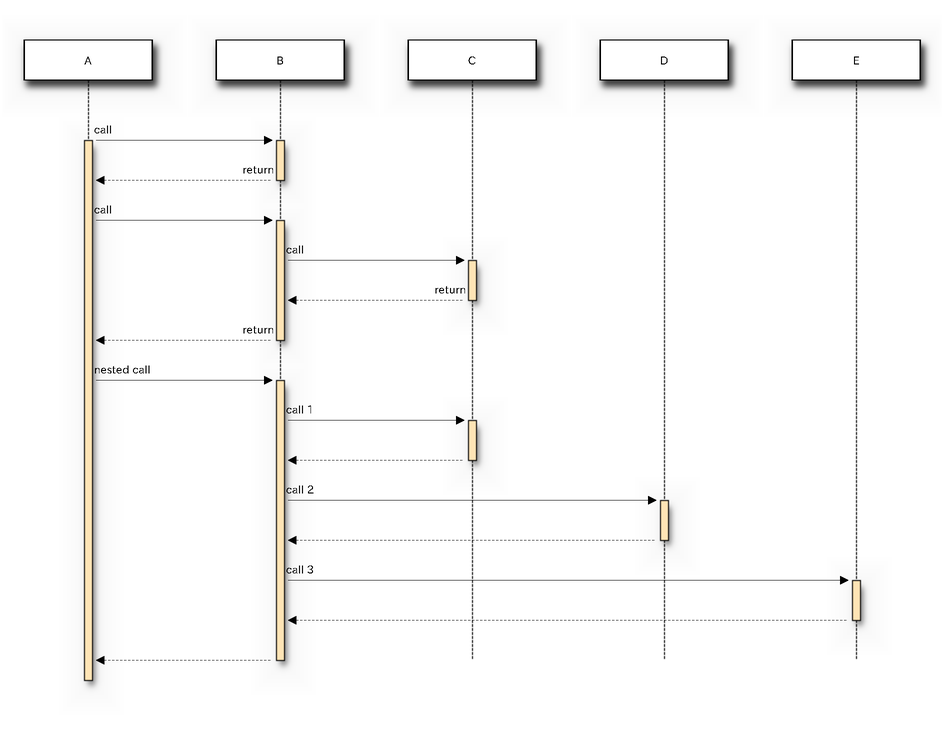 A
B
C
D
E
call
return
call
call
return
return
nested call
call 1
call 2
call 3